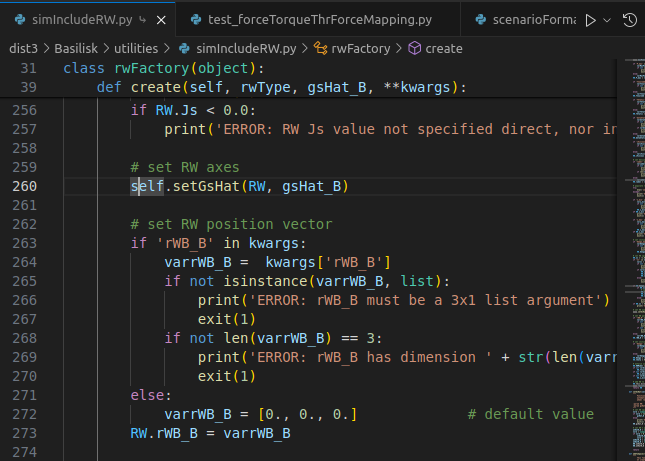 simIncludeRW.py test_forceTorqueThrForceMapping.py scenarioForma
dist3 > Basilisk > utilities > simIncludeRW.py > rwFactory > create
31 class rwFactory(object):
39     def create(self, rwType, gsHat_B, **kwargs):
256         if RW.Js < 0.0:
257             print('ERROR: RW Js value not specified direct, nor in
258
259         # set RW axes
260         self.setGsHat(RW, gsHat_B)
261
262         # set RW position vector
263         if 'rWB_B' in kwargs:
264             varrWB_B =  kwargs['rWB_B']
265             if not isinstance(varrWB_B, list):
266                 print('ERROR: rWB_B must be a 3x1 list argument')
267                 exit(1)
268             if not len(varrWB_B) == 3:
269                 print('ERROR: rWB_B has dimension ' + str(len(varr
270                 exit(1)
271         else:
272             varrWB_B = [0., 0., 0.]             # default value
273         RW.rWB_B = varrWB_B
274